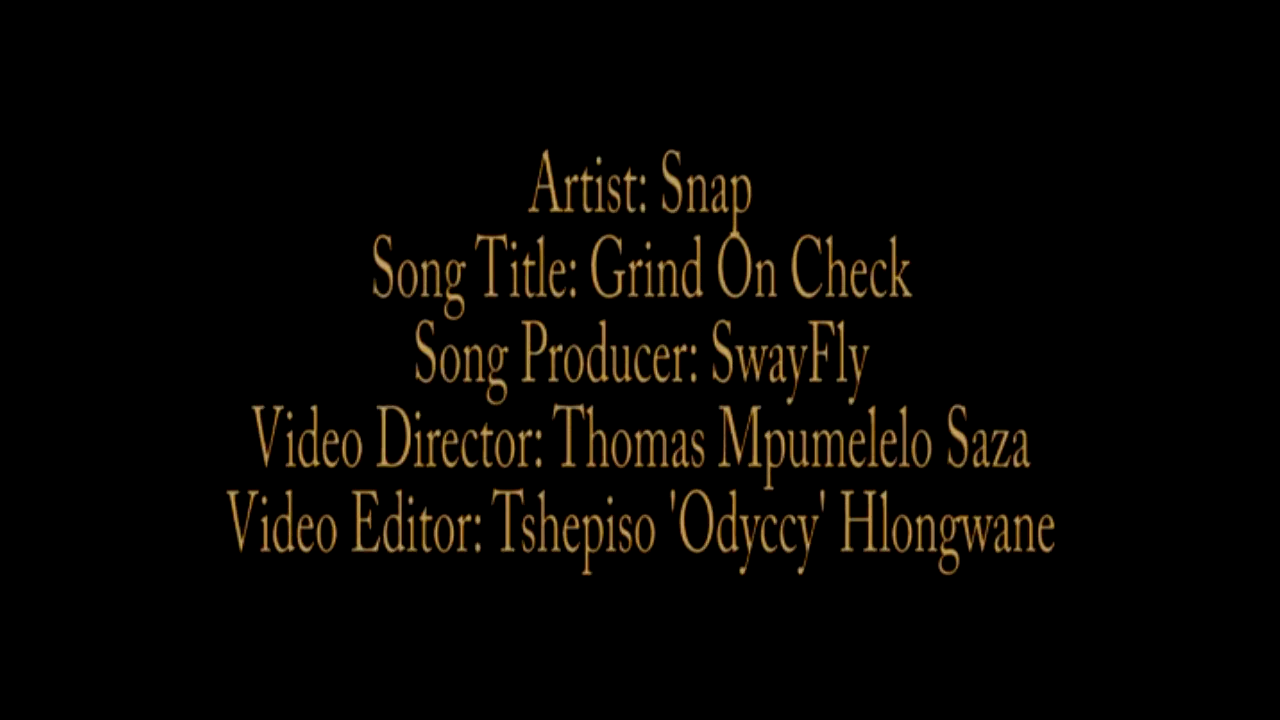 Artist: Snap
Song Title: Grind On Check
Song Producer: SwayFly
Video Director: Thomas Mpumelelo Saza
Video Editor: Tshepiso 'Odyccy' Hlongwane